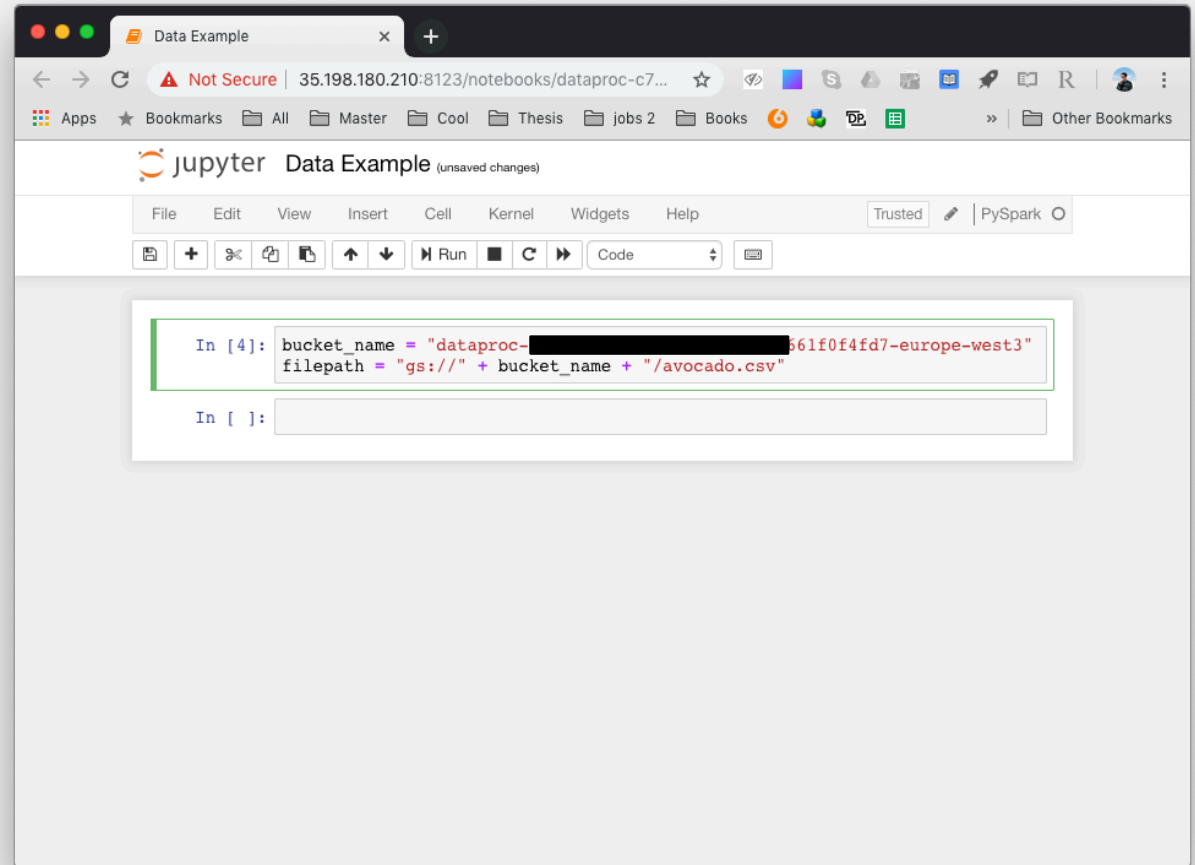 Data Example
Not Secure 35.198.180.210:8123/notebooks/dataproc-c7...
Apps Bookmarks All Master Cool Thesis jobs 2 Books DP. » Other Bookmarks
jupyter Data Example (unsaved changes)
File Edit View Insert Cell Kernel Widgets Help Trusted PySpark
Run Code
In [4]: bucket_name = "dataproc- 661f0f4fd7-europe-west3"
filepath = "gs://" + bucket_name + "/avocado.csv"
In [ ]: